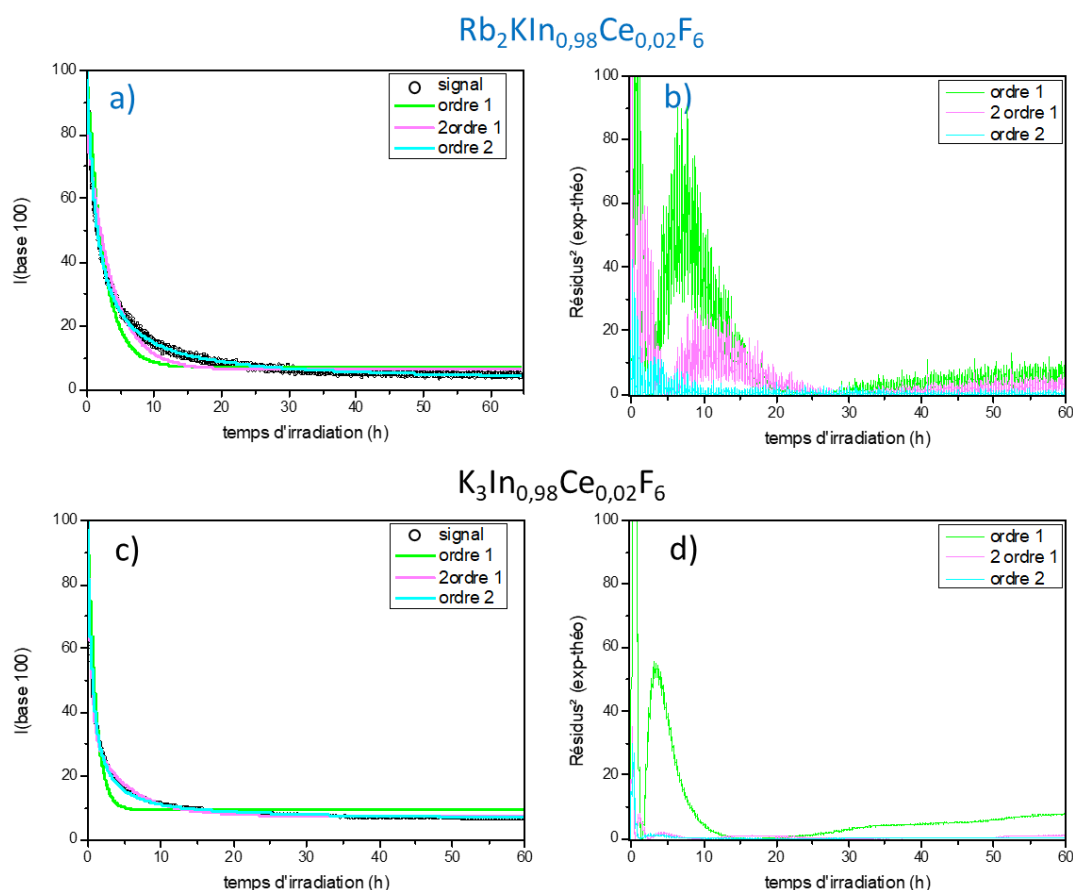 Rb₂KIn₀,₉₈Ce₀,₀₂F₆
a)
signal
ordre 1
2ordre 1
ordre 2
I(base 100)
100
80
60
40
20
0
0 10 20 30 40 50 60
temps d'irradiation (h)
b)
ordre 1
2 ordre 1
ordre 2
Résidus² (exp-théo)
100
80
60
40
20
0
0 10 20 30 40 50 60
temps d'irradiation (h)
K₃In₀,₉₈Ce₀,₀₂F₆
c)
signal
ordre 1
2ordre 1
ordre 2
I(base 100)
100
80
60
40
20
0
0 10 20 30 40 50 60
temps d'irradiation (h)
d)
ordre 1
2 ordre 1
ordre 2
Résidus² (exp-théo)
100
80
60
40
20
0
0 10 20 30 40 50 60
temps d'irradiation (h)